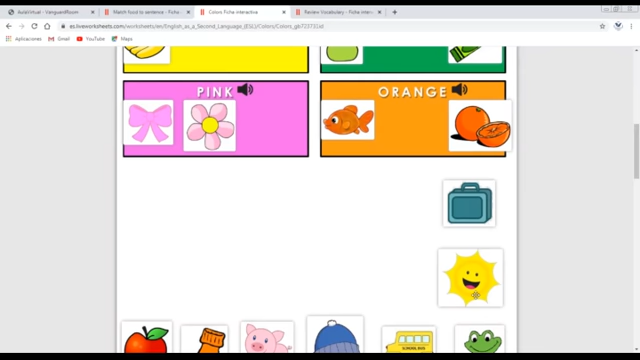 AulaVirtual - VanguardRoom
Match food to sentence - Ficha
Colors Ficha interactiva
Review Vocabulary - Ficha inter
es.liveworksheets.com/worksheets/en/English_as_a_Second_Language_(ESL)/Colors/Colors_gb72373id
Aplicaciones
Gmail
YouTube
Maps
PINK
ORANGE
SCHOOL BUS